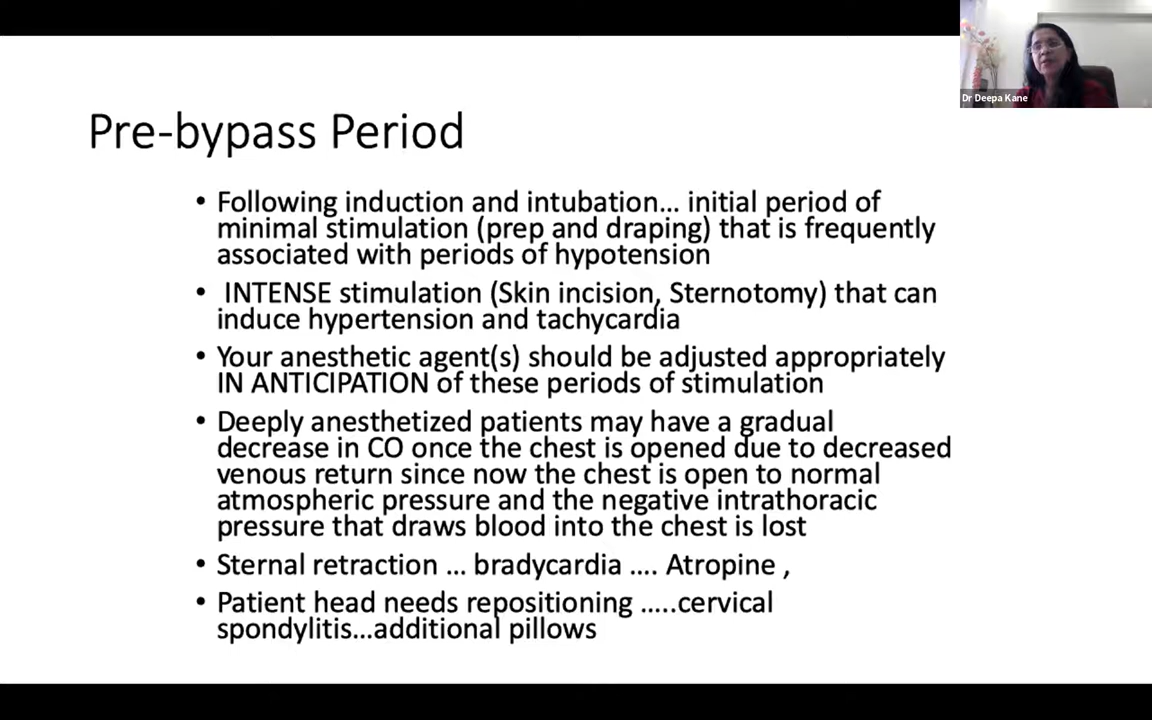 Dr Deepa Kane
Pre-bypass Period
• Following induction and intubation... initial period of
minimal stimulation (prep and draping) that is frequently
associated with periods of hypotension
• INTENSE stimulation (Skin incision, Sternotomy) that can
induce hypertension and tachycardia
• Your anesthetic agent(s) should be adjusted appropriately
IN ANTICIPATION of these periods of stimulation
• Deeply anesthetized patients may have a gradual
decrease in CO once the chest is opened due to decreased
venous return since now the chest is open to normal
atmospheric pressure and the negative intrathoracic
pressure that draws blood into the chest is lost
• Sternal retraction ... bradycardia .... Atropine ,
• Patient head needs repositioning .....cervical
spondylitis...additional pillows